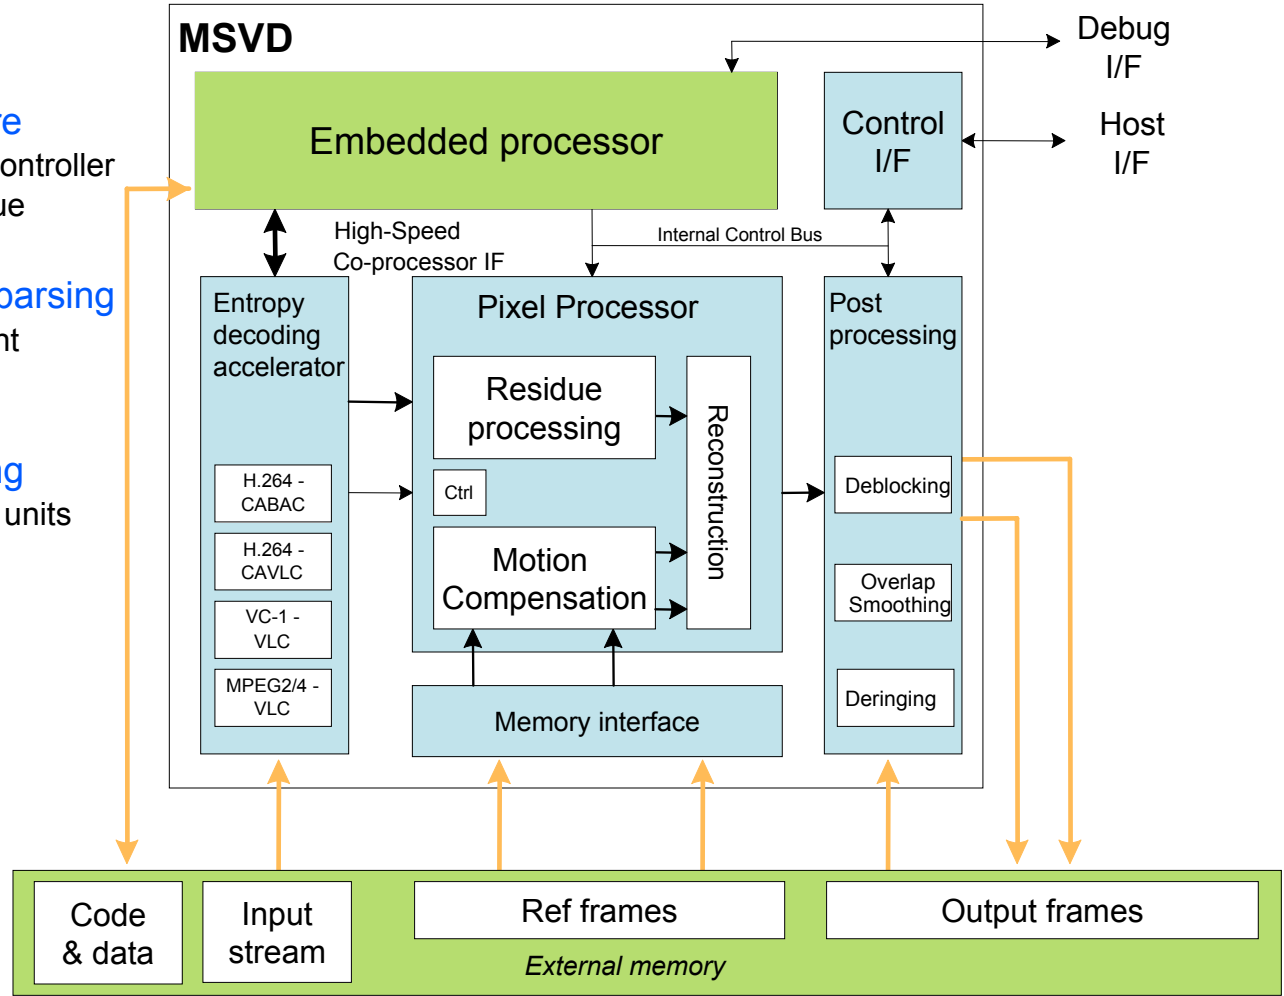 MSVD
Debug
I/F
Embedded processor
Control
I/F
Host
I/F
re
ontroller
ue
High-Speed
Co-processor IF
Internal Control Bus
parsing
nt
ng
units
Entropy
decoding
accelerator
H.264 -
CABAC
H.264 -
CAVLC
VC-1 -
VLC
MPEG2/4 -
VLC
Pixel Processor
Residue
processing
Ctrl
Motion
Compensation
Reconstruction
Memory interface
Post
processing
Deblocking
Overlap
Smoothing
Deringing
Code
& data
Input
stream
Ref frames
Output frames
External memory